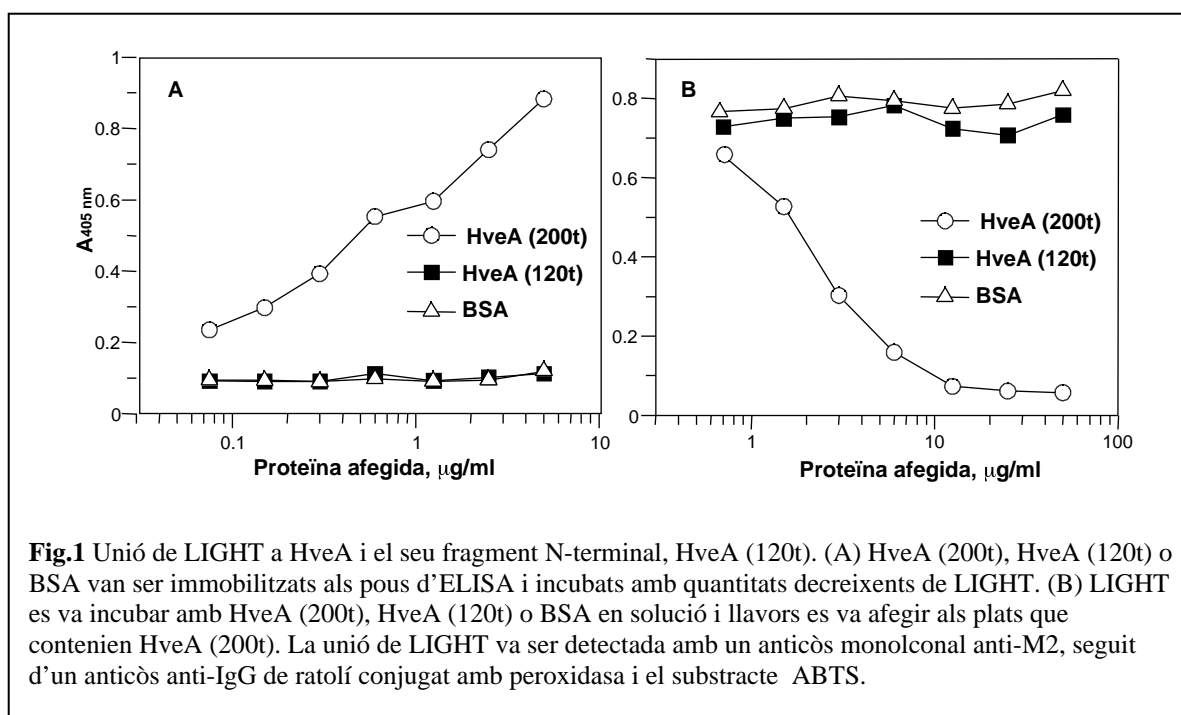 1
A
0.8
0.6
A405 nm
HveA (200t)
0.4
HveA (120t)
BSA
0.2
0
0.1
1
10
Proteïna afegida, µg/ml
B
0.8
0.6
HveA (200t)
0.4
HveA (120t)
BSA
0.2
0
1
10
100
Proteïna afegida, µg/ml
Fig.1 Unió de LIGHT a HveA i el seu fragment N-terminal, HveA (120t). (A) HveA (200t), HveA (120t) o
BSA van ser immobilitzats als pous d’ELISA i incubats amb quantitats decreixents de LIGHT. (B) LIGHT
es va incubar amb HveA (200t), HveA (120t) o BSA en solució i llavors es va afegir als plats que
contenien HveA (200t). La unió de LIGHT va ser detectada amb un anticòs monolconal anti-M2, seguit
d’un anticòs anti-IgG de ratolí conjugat amb peroxidasa i el substracte ABTS.